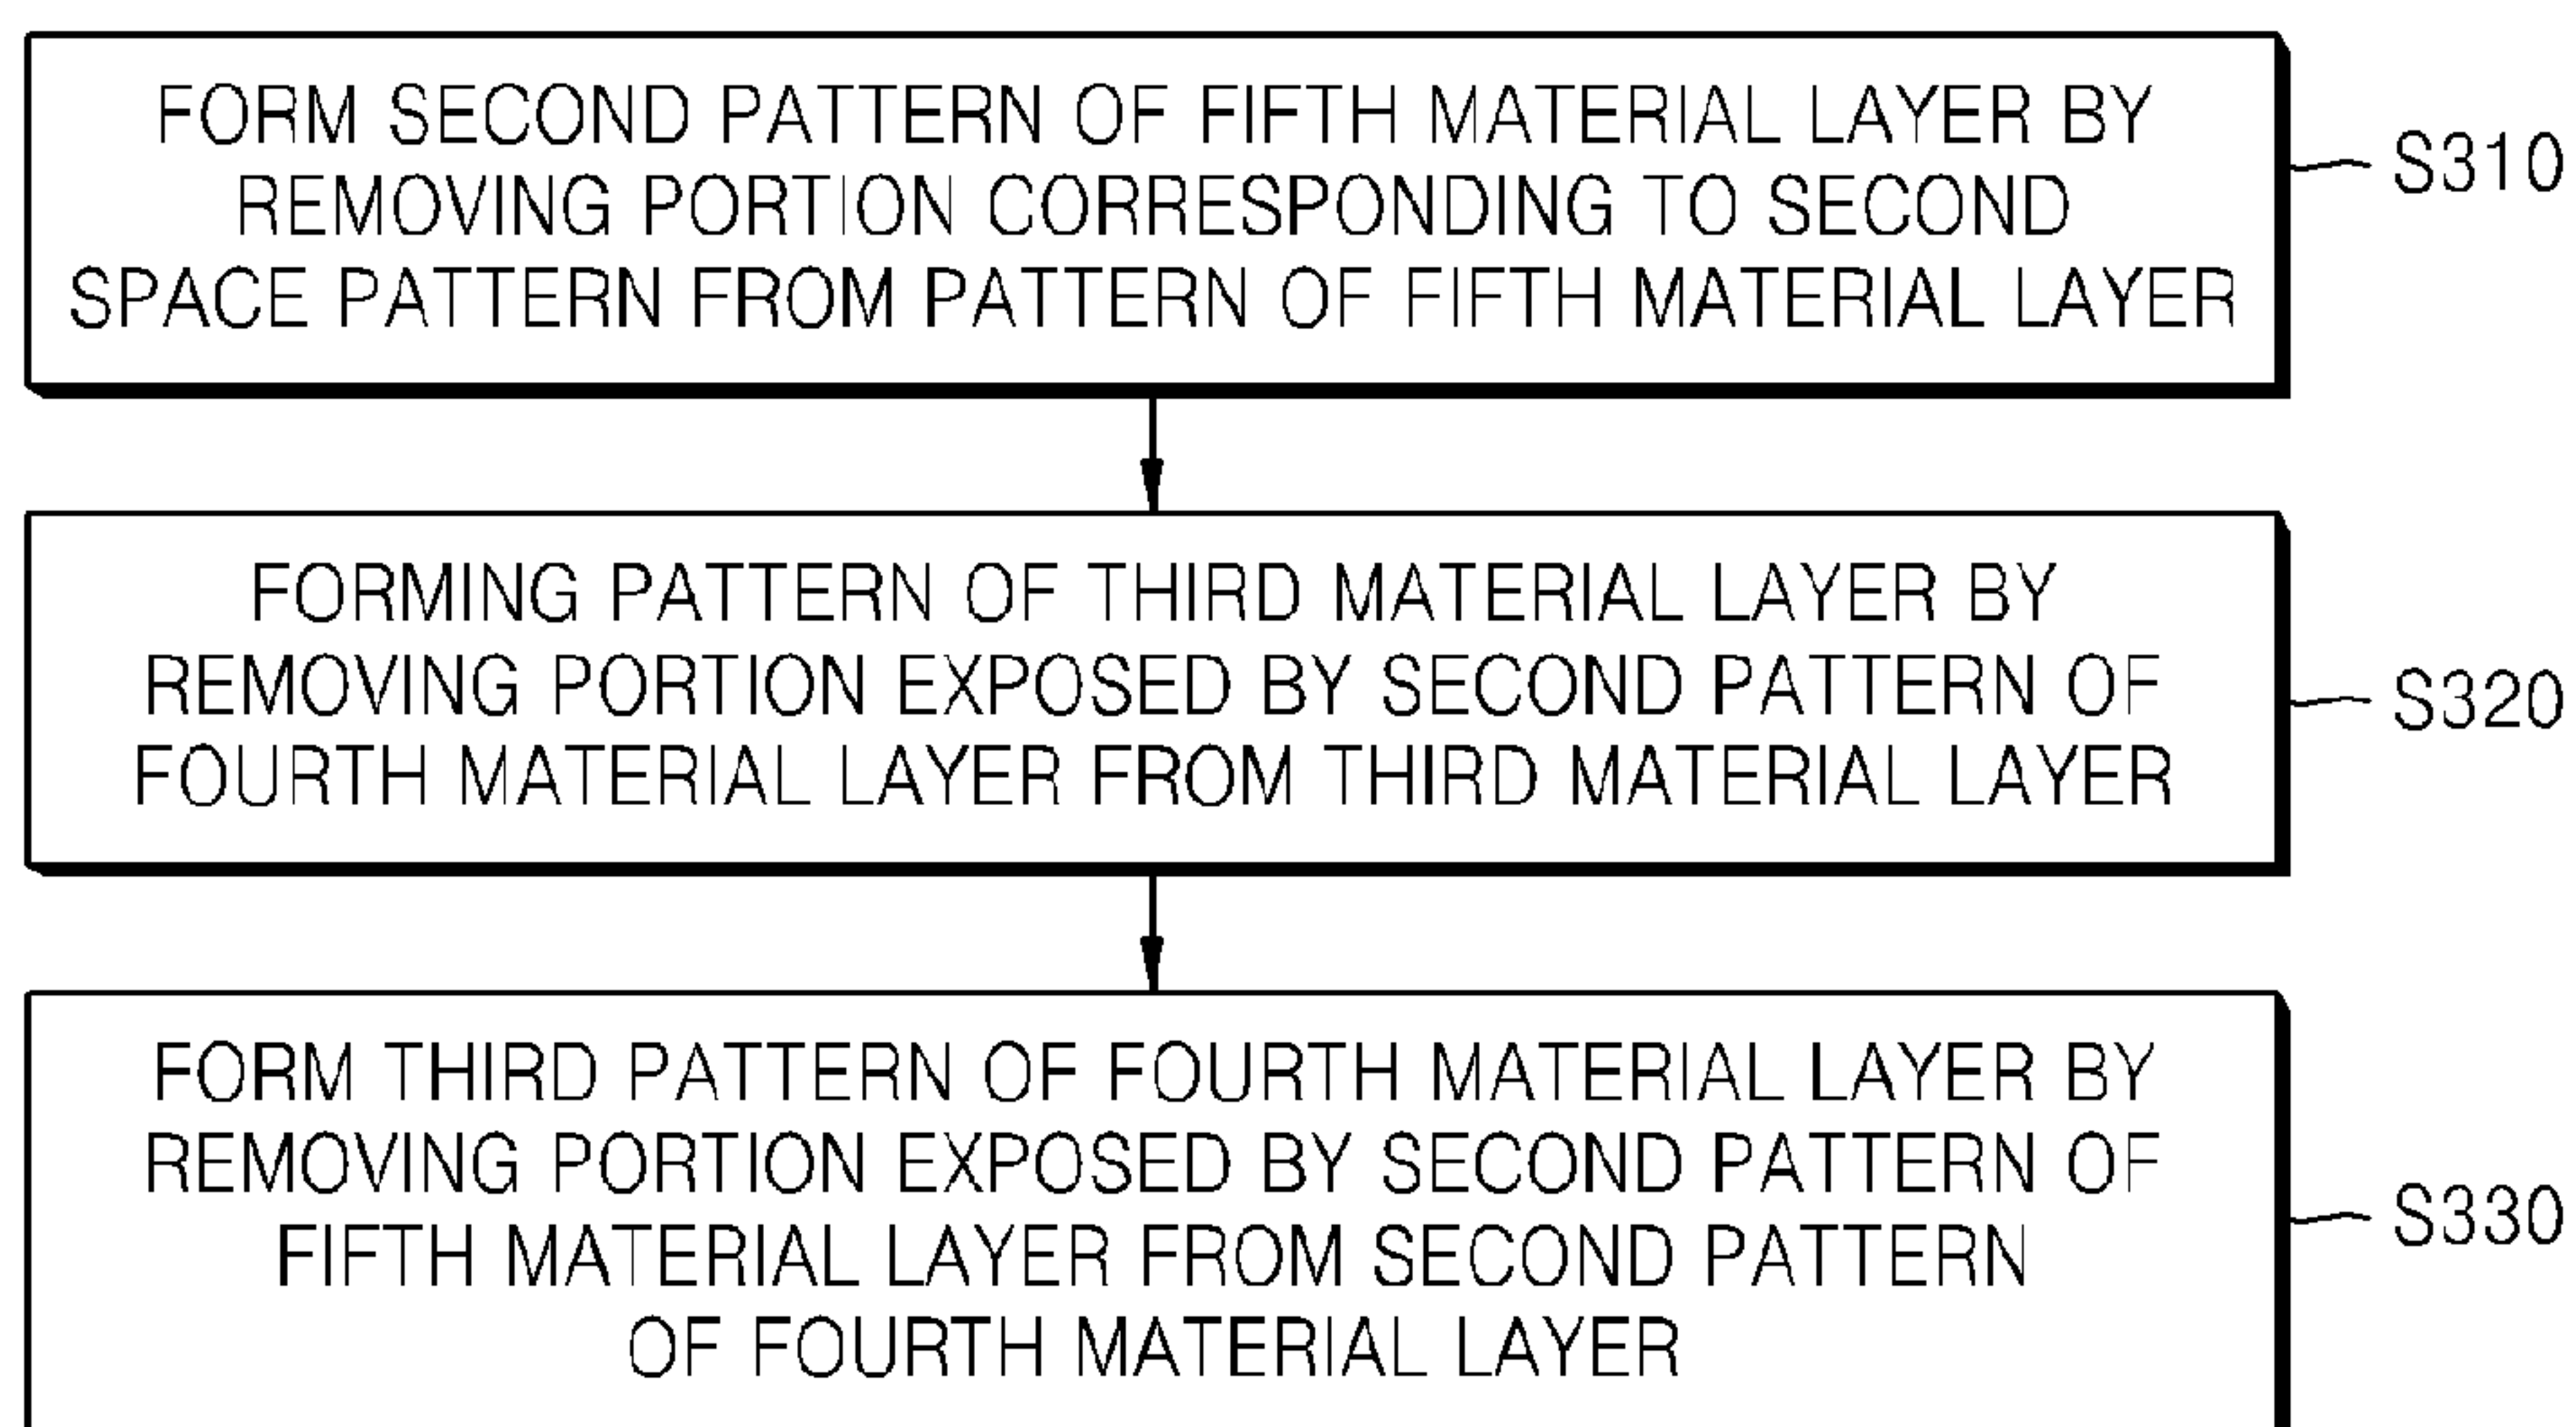 FORM SECOND PATTERN OF FIFTH MATERIAL LAYER BY
REMOVING PORTION CORRESPONDING TO SECOND
SPACE PATTERN FROM PATTERN OF FIFTH MATERIAL LAYER
S310
FORMING PATTERN OF THIRD MATERIAL LAYER BY
REMOVING PORTION EXPOSED BY SECOND PATTERN OF
FOURTH MATERIAL LAYER FROM THIRD MATERIAL LAYER
S320
FORM THIRD PATTERN OF FOURTH MATERIAL LAYER BY
REMOVING PORTION EXPOSED BY SECOND PATTERN OF
FIFTH MATERIAL LAYER FROM SECOND PATTERN
OF FOURTH MATERIAL LAYER
S330